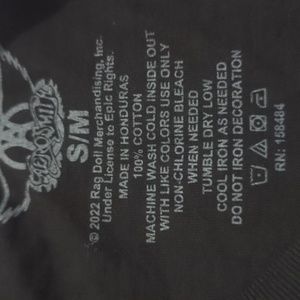 AEROSMITH
S/M
© 2022 Rag Doll Merchandising, Inc.
Under License to Epic Rights.
MADE IN HONDURAS
100% COTTON
MACHINE WASH COLD INSIDE OUT
WITH LIKE COLORS USE ONLY
NON-CHLORINE BLEACH
WHEN NEEDED
TUMBLE DRY LOW
COOL IRON AS NEEDED
DO NOT IRON DECORATION
RN: 158484